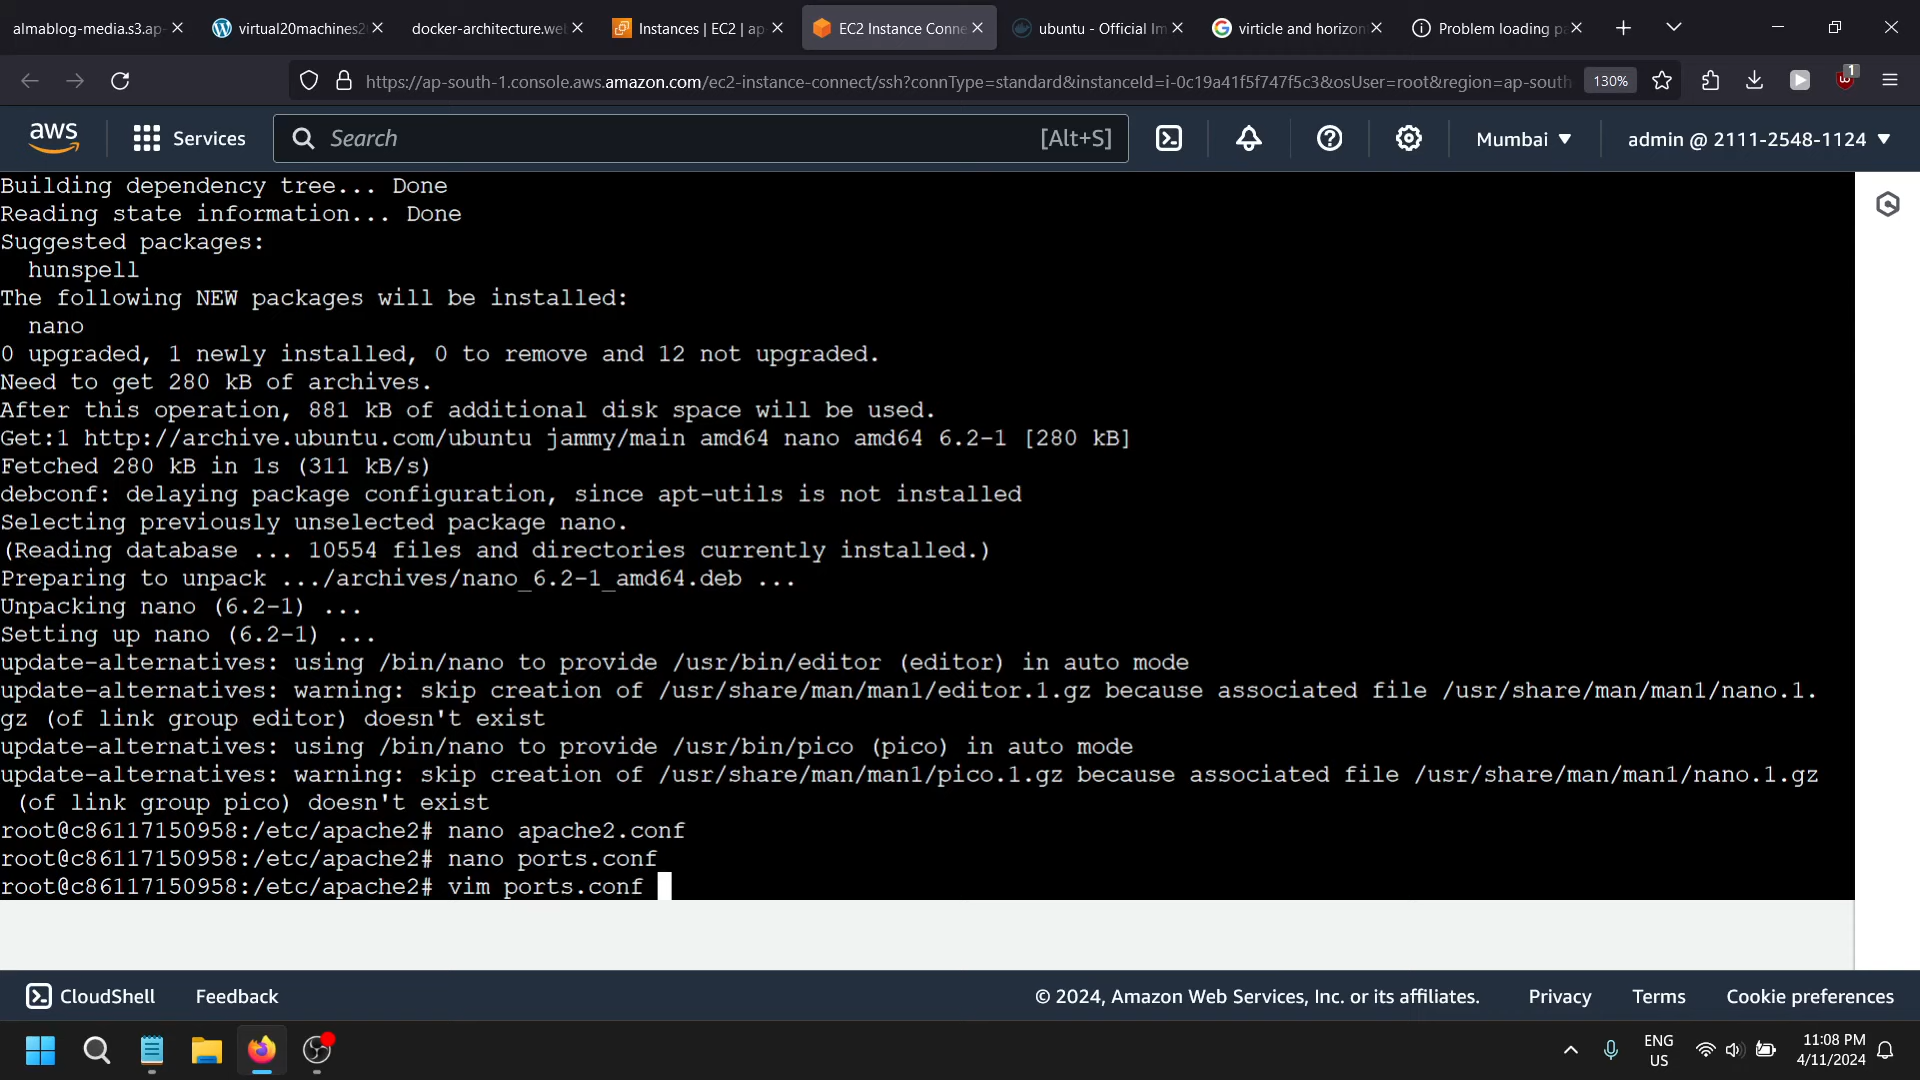 almablog-media.s3.ap-
virtual20machines2
docker-architecture.we
Instances | EC2 | ap
EC2 Instance Conne
ubuntu - Official Im
virticle and horizon
Problem loading pa
https://ap-south-1.console.aws.amazon.com/ec2-instance-connect/ssh?connType=standard&instanceId=i-0c19a41f5f747f5c3&osUser=root&region=ap-south-
130%
1
aws
Services
Search
[Alt+S]
Mumbai
admin @ 2111-2548-1124
Building dependency tree... Done
Reading state information... Done
Suggested packages:
hunspell
The following NEW packages will be installed:
nano
0 upgraded, 1 newly installed, 0 to remove and 12 not upgraded.
Need to get 280 kB of archives.
After this operation, 881 kB of additional disk space will be used.
Get:1 http://archive.ubuntu.com/ubuntu jammy/main amd64 nano amd64 6.2-1 [280 kB]
Fetched 280 kB in 1s (311 kB/s)
debconf: delaying package configuration, since apt-utils is not installed
Selecting previously unselected package nano.
(Reading database ... 10554 files and directories currently installed.)
Preparing to unpack .../archives/nano_6.2-1_amd64.deb ...
Unpacking nano (6.2-1) ...
Setting up nano (6.2-1) ...
update-alternatives: using /bin/nano to provide /usr/bin/editor (editor) in auto mode
update-alternatives: warning: skip creation of /usr/share/man/man1/editor.1.gz because associated file /usr/share/man/man1/nano.1.
gz (of link group editor) doesn't exist
update-alternatives: using /bin/nano to provide /usr/bin/pico (pico) in auto mode
update-alternatives: warning: skip creation of /usr/share/man/man1/pico.1.gz because associated file /usr/share/man/man1/nano.1.gz
(of link group pico) doesn't exist
root@c86117150958:/etc/apache2# nano apache2.conf
root@c86117150958:/etc/apache2# nano ports.conf
root@c86117150958:/etc/apache2# vim ports.conf
CloudShell
Feedback
© 2024, Amazon Web Services, Inc. or its affiliates.
Privacy
Terms
Cookie preferences
ENG
US
11:08 PM
4/11/2024